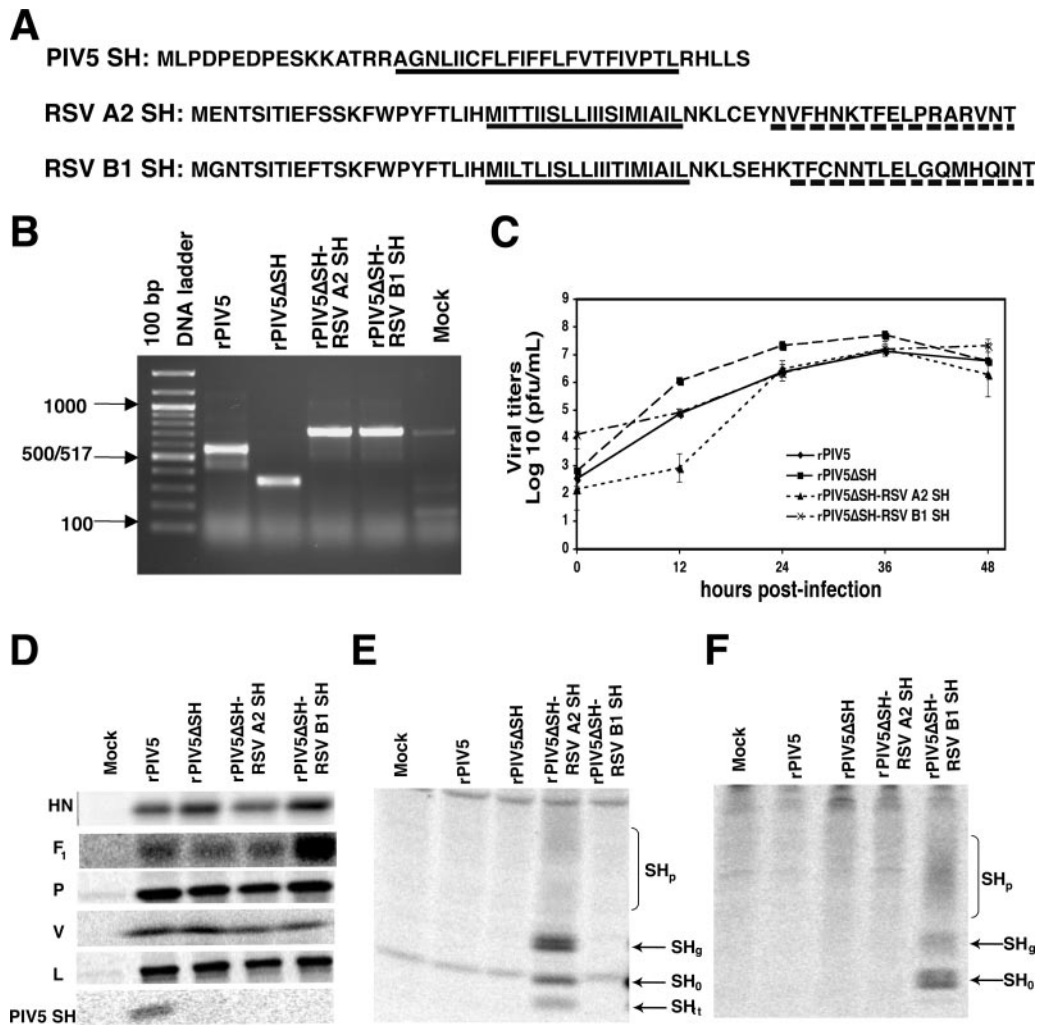 A
PIV5 SH: MLPDPEDPESKKATRRAGNLIICFLFIFFLFVTFIVPTLRHLLS
RSV A2 SH: MENTSITIEFSSKFWPYFTLIHMITTIISLLIIISIMIAILNKLCEYNVFHNKTFELPRARVNT
RSV B1 SH: MGNTSITIEFTSKFWPYFTLIHMILTLISLLIIITIMIAILNKLSEHKTFCNNTLELGQMHQINT
B
100 bp
DNA ladder
rPIV5
rPIV5ΔSH
rPIV5ΔSH-
RSV A2 SH
rPIV5ΔSH-
RSV B1 SH
Mock
1000
500/517
100
C
Viral titers
Log 10 (pfu/mL)
9
8
7
6
5
4
3
2
1
0
0
12
24
36
48
hours post-infection
rPIV5
rPIV5ΔSH
rPIV5ΔSH-RSV A2 SH
rPIV5ΔSH-RSV B1 SH
D
Mock
rPIV5
rPIV5ΔSH
rPIV5ΔSH-
RSV A2 SH
rPIV5ΔSH-
RSV B1 SH
HN
F1
P
V
L
PIV5 SH
E
Mock
rPIV5
rPIV5ΔSH
rPIV5ΔSH-
RSV A2 SH
rPIV5ΔSH-
RSV B1 SH
SHp
SHg
SH0
SHt
F
Mock
rPIV5
rPIV5ΔSH
rPIV5ΔSH-
RSV A2 SH
rPIV5ΔSH-
RSV B1 SH
SHp
SHg
SH0